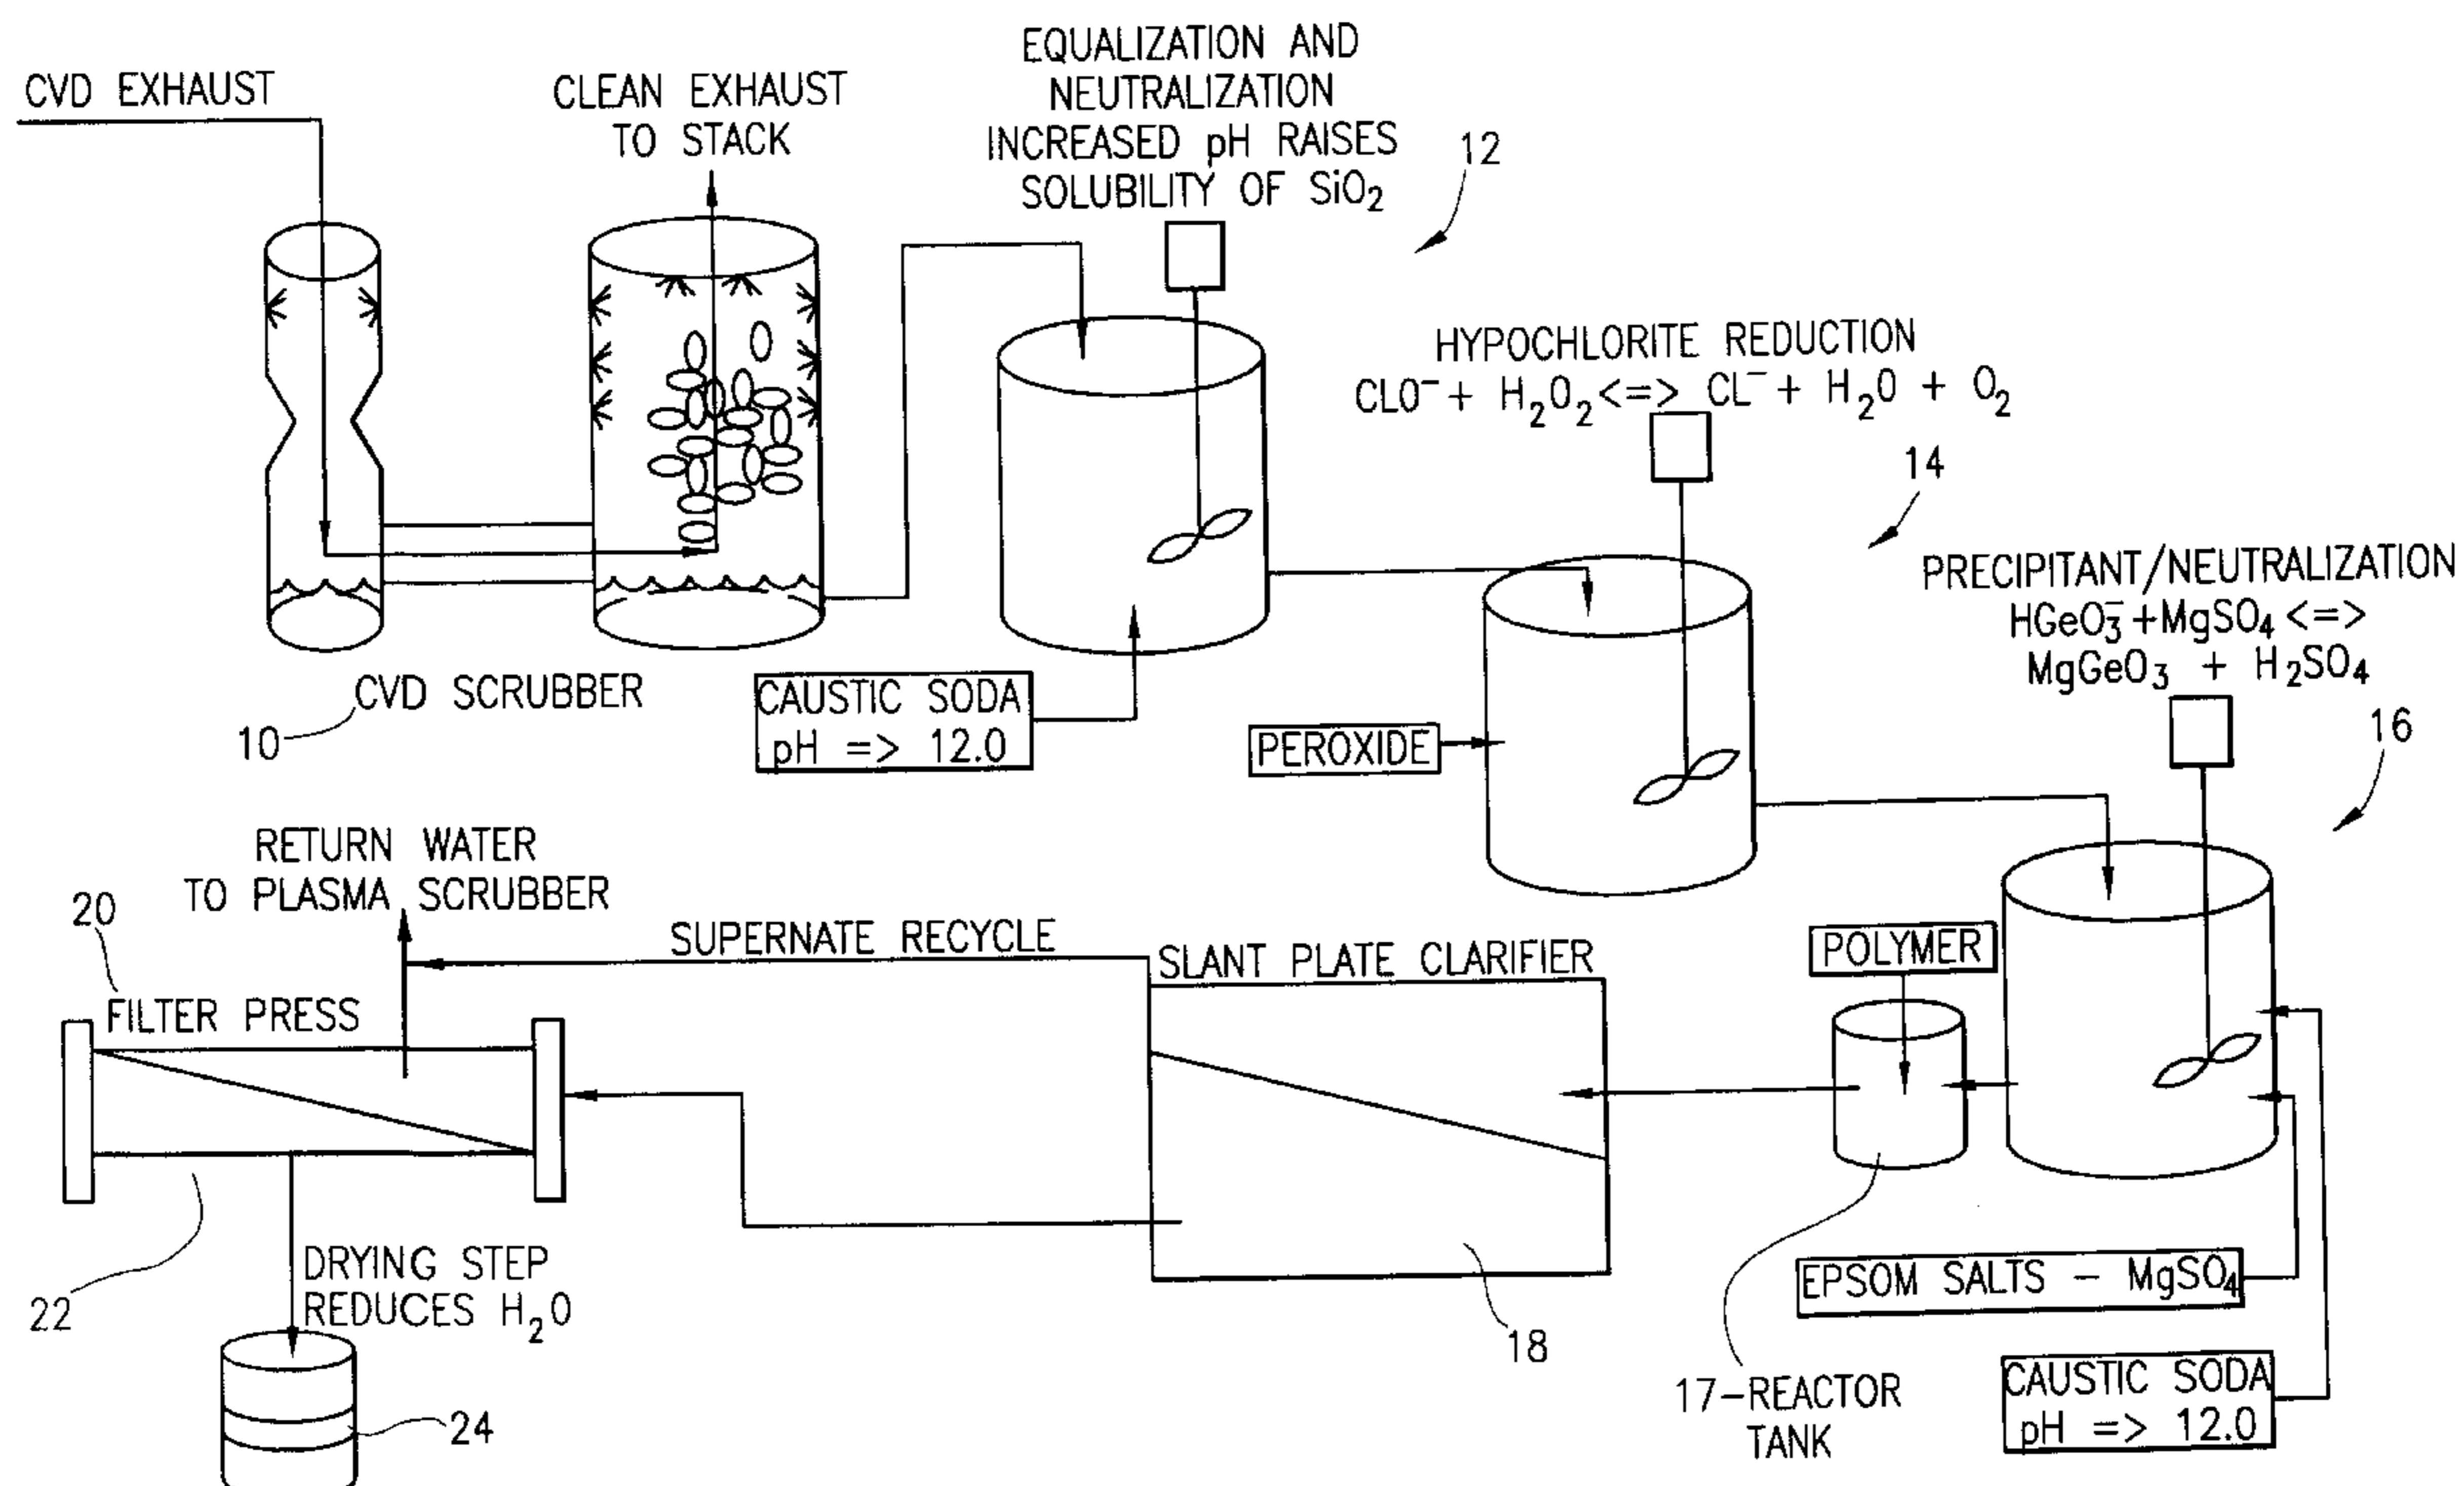 CVD EXHAUST
CLEAN EXHAUST
TO STACK
EQUALIZATION AND
NEUTRALIZATION
INCREASED pH RAISES
SOLUBILITY OF SiO₂
12
HYPOCHLORITE REDUCTION
CLO⁻ + H₂O₂ <=> CL⁻ + H₂O + O₂
14
PRECIPITANT/NEUTRALIZATION
HGeO₃⁻ + MgSO₄ <=>
MgGeO₃ + H₂SO₄
16
CVD SCRUBBER
10
CAUSTIC SODA
pH => 12.0
PEROXIDE
RETURN WATER
TO PLASMA SCRUBBER
20
FILTER PRESS
SUPERNATE RECYCLE
SLANT PLATE CLARIFIER
POLYMER
22
DRYING STEP
REDUCES H₂O
24
18
EPSOM SALTS - MgSO₄
17-REACTOR
TANK
CAUSTIC SODA
pH => 12.0